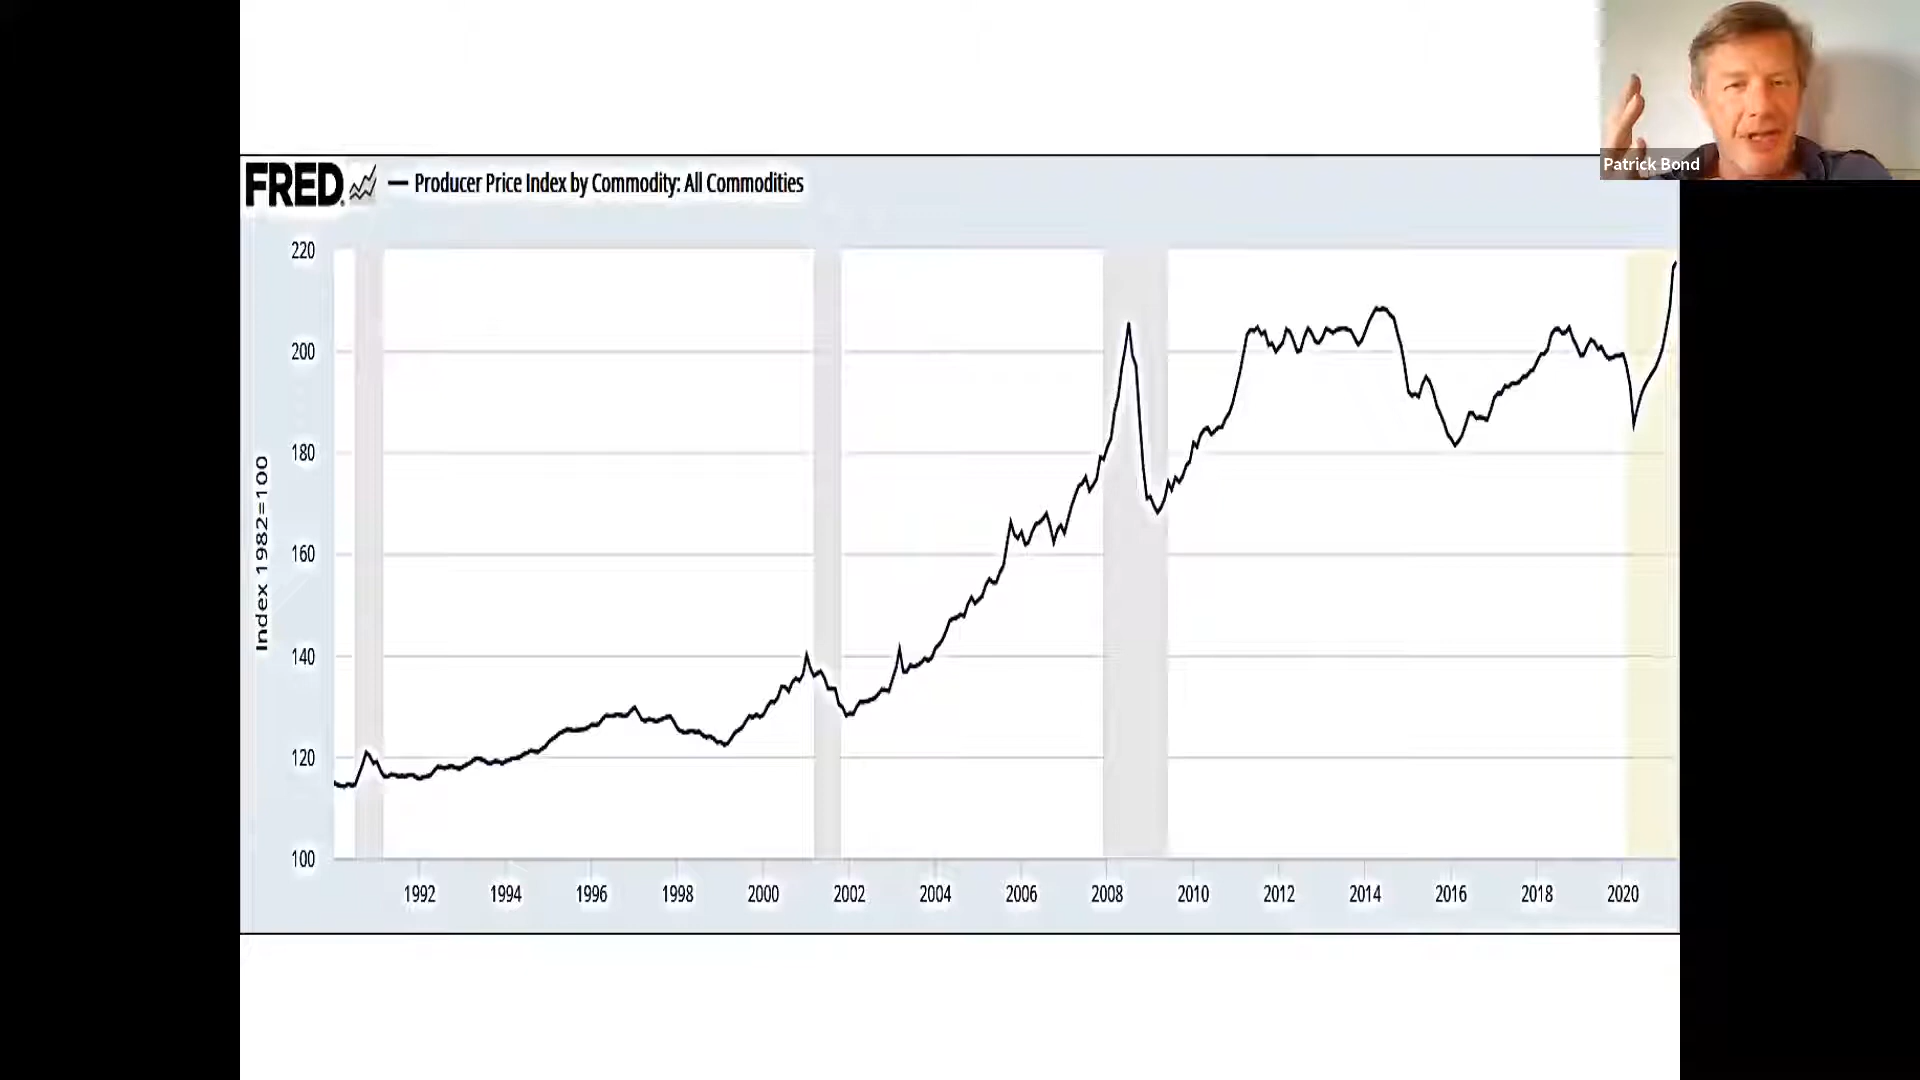 Patrick Bond
FRED — Producer Price Index by Commodity: All Commodities
220
200
180
160
140
120
100
Index 1982=100
1992 1994 1996 1998 2000 2002 2004 2006 2008 2010 2012 2014 2016 2018 2020